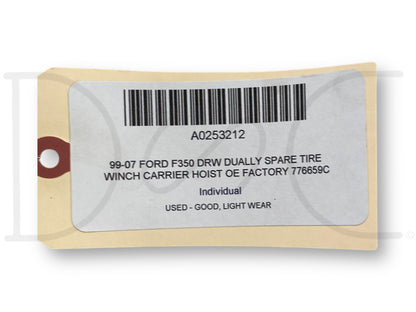 A0253212
99-07 FORD F350 DRW DUALLY SPARE TIRE
WINCH CARRIER HOIST OE FACTORY 776659C
Individual
USED - GOOD, LIGHT WEAR